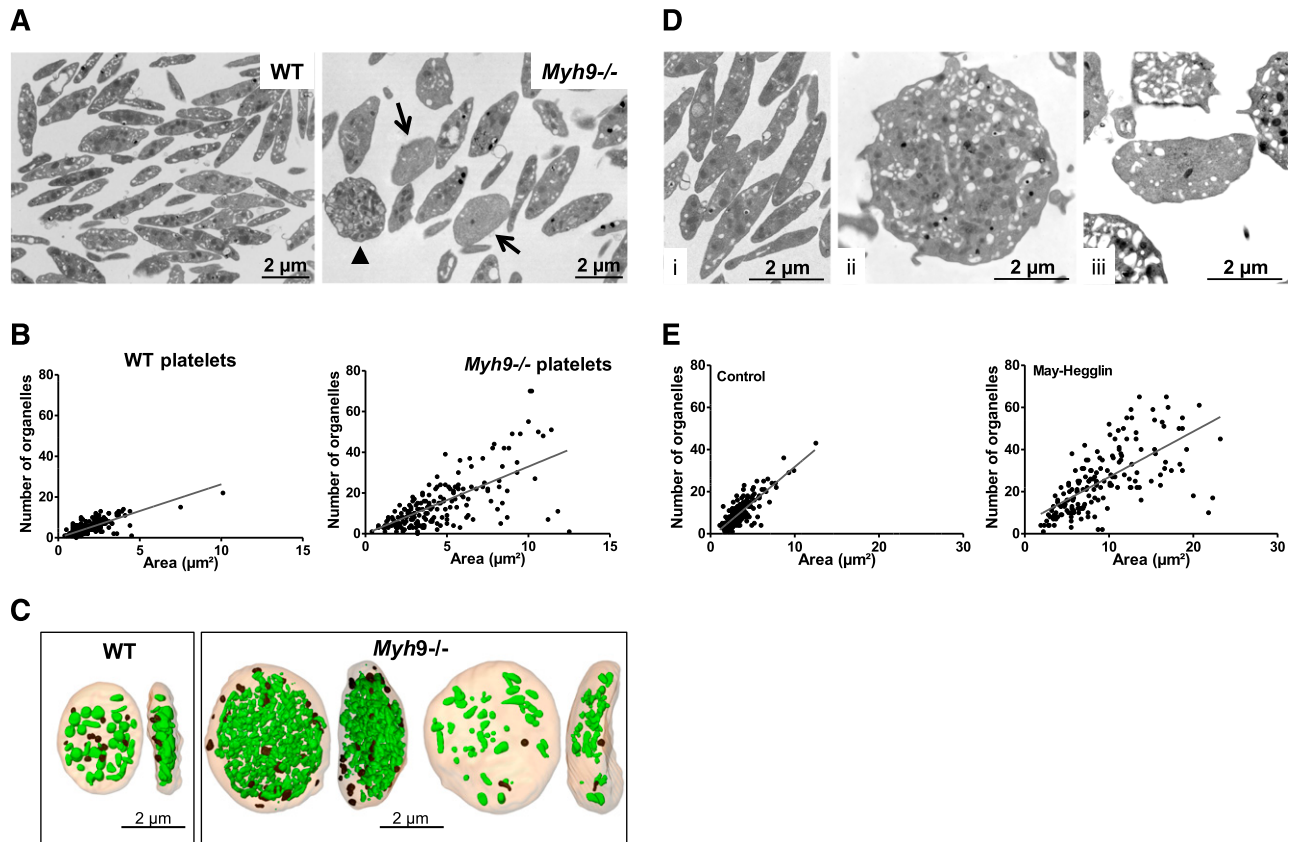 A
WT
2 µm
Myh9-/-
2 µm
B
WT platelets
Number of organelles
80
60
40
20
0
0 5 10 15
Area (µm²)
Myh9-/- platelets
Number of organelles
80
60
40
20
0
0 5 10 15
Area (µm²)
C
WT
2 µm
Myh9-/-
2 µm
D
i
2 µm
ii
2 µm
iii
2 µm
E
Control
Number of organelles
80
60
40
20
0
0 10 20 30
Area (µm²)
May-Hegglin
Number of organelles
80
60
40
20
0
0 10 20 30
Area (µm²)